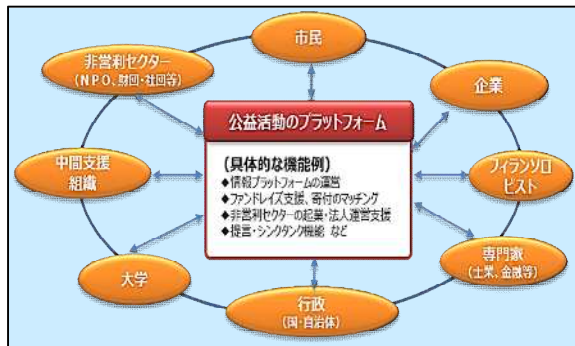 市民
非営利セクター
（NPO、財団・社団等）
企業
公益活動のプラットフォーム
（具体的な機能例）
◆情報プラットフォームの運営
◆ファンドレイズ支援、寄付のマッチング
◆非営利セクターの起業・法人運営支援
◆提言・シンクタンク機能 など
中間支援
組織
フィランソロ
ピスト
大学
専門家
（士業、金融等）
行政
（国・自治体）